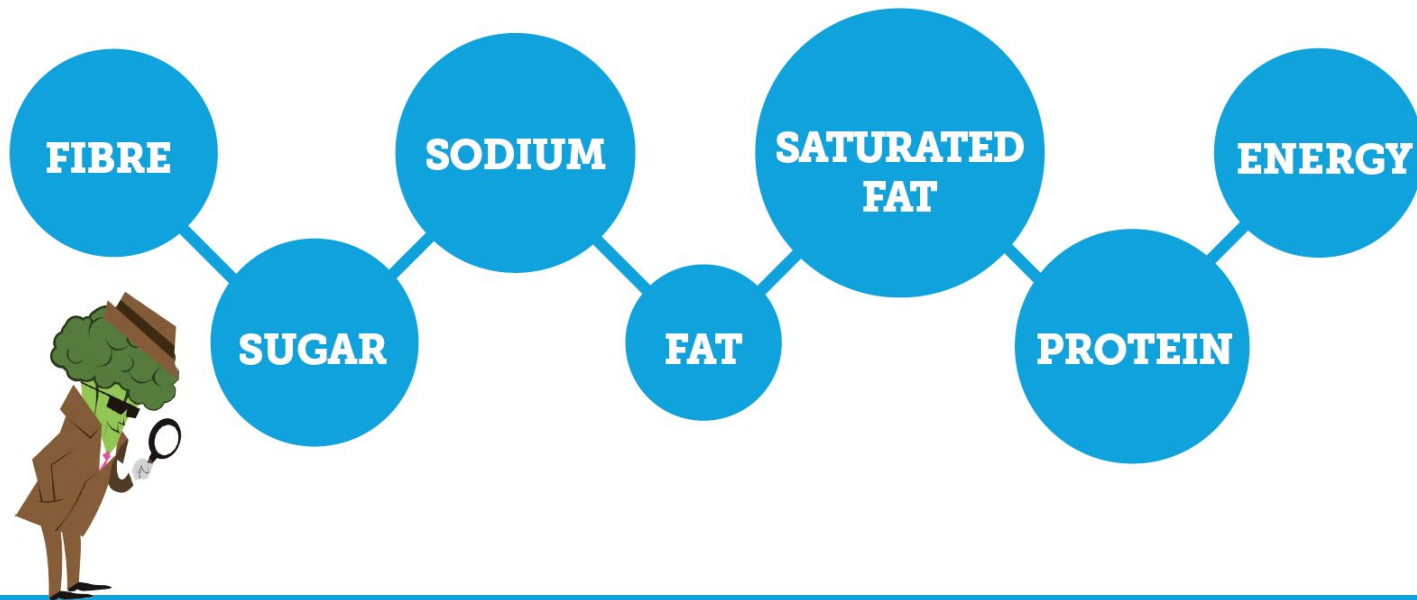 FIBRE
SUGAR
SODIUM
FAT
SATURATED
FAT
PROTEIN
ENERGY